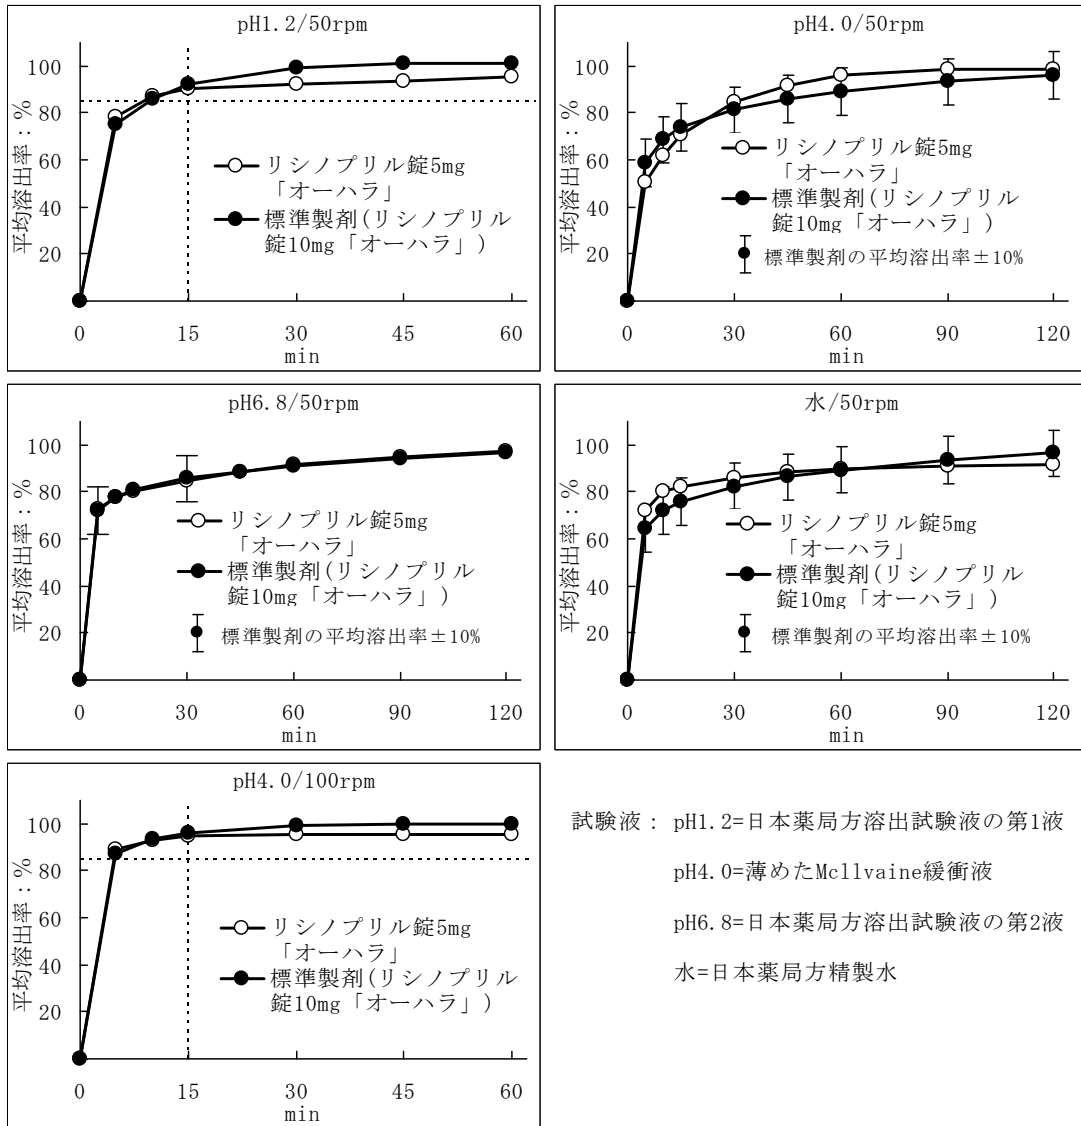 pH1.2/50rpm
平均溶出率：%
100
80
60
40
20
リシノプリル錠5mg
「オーハラ」
標準製剤(リシノプリル
錠10mg「オーハラ」)
0 15 30 45 60
min
pH4.0/50rpm
平均溶出率：%
100
80
60
40
20
リシノプリル錠5mg
「オーハラ」
標準製剤(リシノプリル
錠10mg「オーハラ」)
標準製剤の平均溶出率±10%
0 30 60 90 120
min
pH6.8/50rpm
平均溶出率：%
100
80
60
40
20
リシノプリル錠5mg
「オーハラ」
標準製剤(リシノプリル
錠10mg「オーハラ」)
標準製剤の平均溶出率±10%
0 30 60 90 120
min
水/50rpm
平均溶出率：%
100
80
60
40
20
リシノプリル錠5mg
「オーハラ」
標準製剤(リシノプリル
錠10mg「オーハラ」)
標準製剤の平均溶出率±10%
0 30 60 90 120
min
pH4.0/100rpm
平均溶出率：%
100
80
60
40
20
リシノプリル錠5mg
「オーハラ」
標準製剤(リシノプリル
錠10mg「オーハラ」)
0 15 30 45 60
min
試験液： pH1.2=日本薬局方溶出試験液の第1液
pH4.0=薄めたMcllvaine緩衝液
pH6.8=日本薬局方溶出試験液の第2液
水=日本薬局方精製水